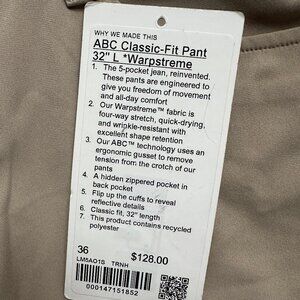 WHY WE MADE THIS
ABC Classic-Fit Pant
32" L *Warpstreme
1. The 5-pocket jean, reinvented.
These pants are engineered to
give you freedom of movement
and all-day comfort
2. Our Warpstreme™ fabric is
four-way stretch, quick-drying,
and wrinkle-resistant with
excellent shape retention
3. Our ABC™ technology uses an
ergonomic gusset to remove
tension from the crotch of our
pants
4. A hidden zippered pocket in
back pocket
5. Flip up the cuffs to reveal
reflective details
6. Classic fit, 32" length
7. This product contains recycled
polyester
36 $128.00
LM5AO1S TRNH
000147151852